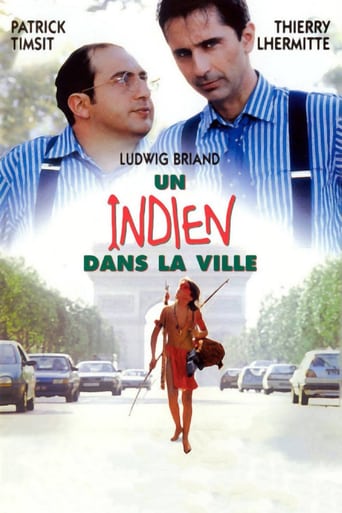 PATRICK
TIMSIT
THIERRY
LHERMITTE
LUDWIG BRIAND
UN
INDIEN
DANS LA VILLE